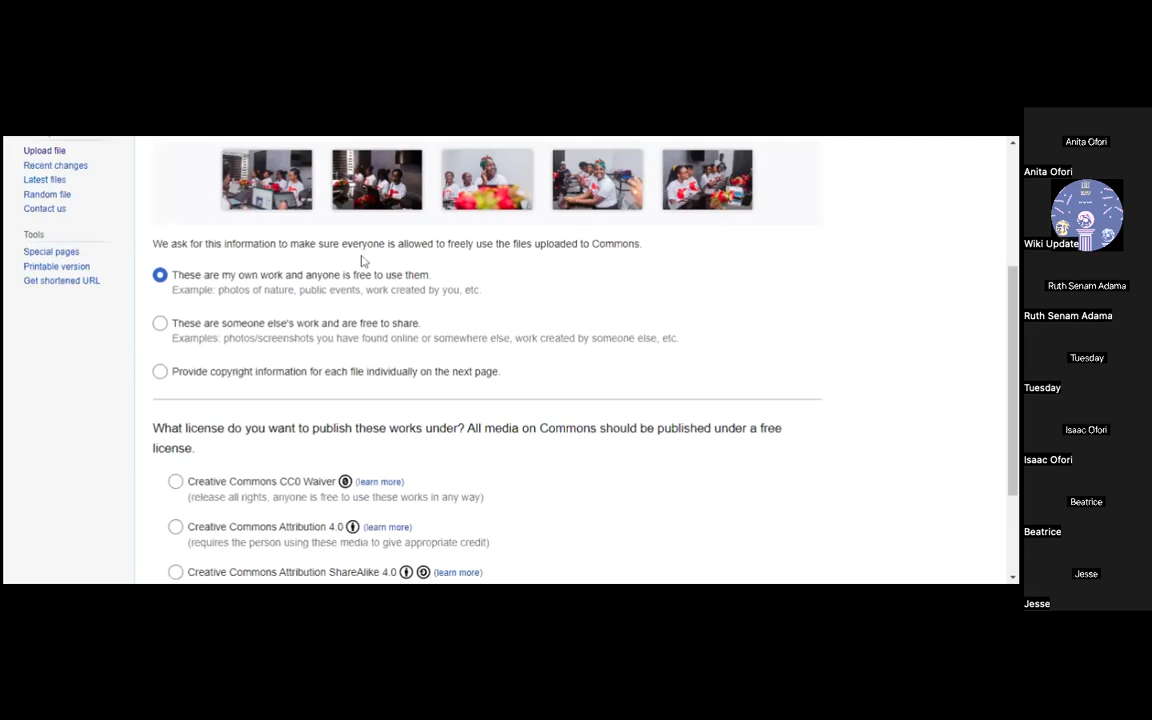 Upload file
Recent changes
Latest files
Random file
Contact us
Tools
Special pages
Printable version
Get shortened URL
We ask for this information to make sure everyone is allowed to freely use the files uploaded to Commons.
These are my own work and anyone is free to use them.
Example: photos of nature, public events, work created by you, etc.
These are someone else's work and are free to share.
Examples: photos/screenshots you have found online or somewhere else, work created by someone else, etc.
Provide copyright information for each file individually on the next page.
What license do you want to publish these works under? All media on Commons should be published under a free
license.
Creative Commons CC0 Waiver (learn more)
(release all rights, anyone is free to use these works in any way)
Creative Commons Attribution 4.0 (learn more)
(requires the person using these media to give appropriate credit)
Creative Commons Attribution ShareAlike 4.0 (learn more)
Anita Ofori
Anita Ofori
Wiki Update
Ruth Senam Adama
Ruth Senam Adama
Tuesday
Tuesday
Isaac Ofori
Isaac Ofori
Beatrice
Beatrice
Jesse
Jesse